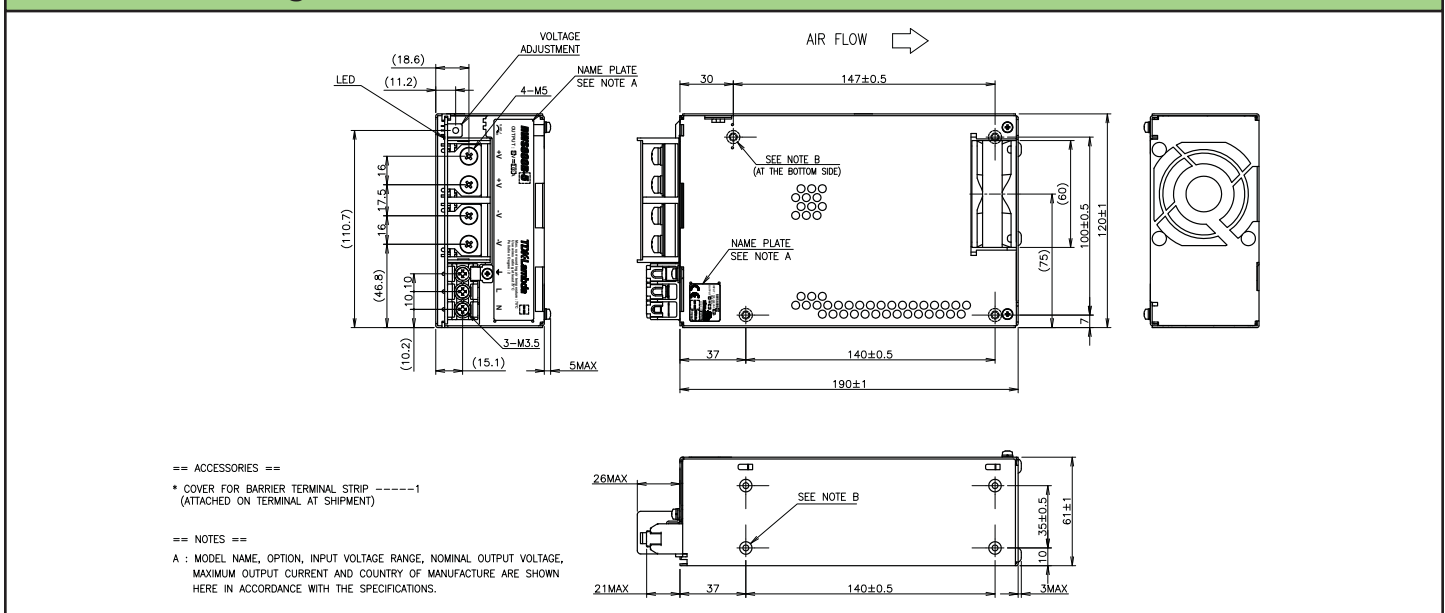 AIR FLOW
VOLTAGE
ADJUSTMENT
(18.6)
(11.2)
LED
NAME PLATE
SEE NOTE A
4-M5
+V
+V
-V
-V
L
N
TDK-Lambda
16
17.5
16
(110.7)
(46.8)
10 10
(10.2)
(15.1)
3-M3.5
5MAX
30
147±0.5
SEE NOTE B
(AT THE BOTTOM SIDE)
NAME PLATE
SEE NOTE A
(60)
(75)
100±0.5
120±1
7
37
140±0.5
190±1
== ACCESSORIES ==
* COVER FOR BARRIER TERMINAL STRIP -----1
(ATTACHED ON TERMINAL AT SHIPMENT)
== NOTES ==
A : MODEL NAME, OPTION, INPUT VOLTAGE RANGE, NOMINAL OUTPUT VOLTAGE,
MAXIMUM OUTPUT CURRENT AND COUNTRY OF MANUFACTURE ARE SHOWN
HERE IN ACCORDANCE WITH THE SPECIFICATIONS.
26MAX
SEE NOTE B
35±0.5
61±1
10
21MAX
37
140±0.5
3MAX